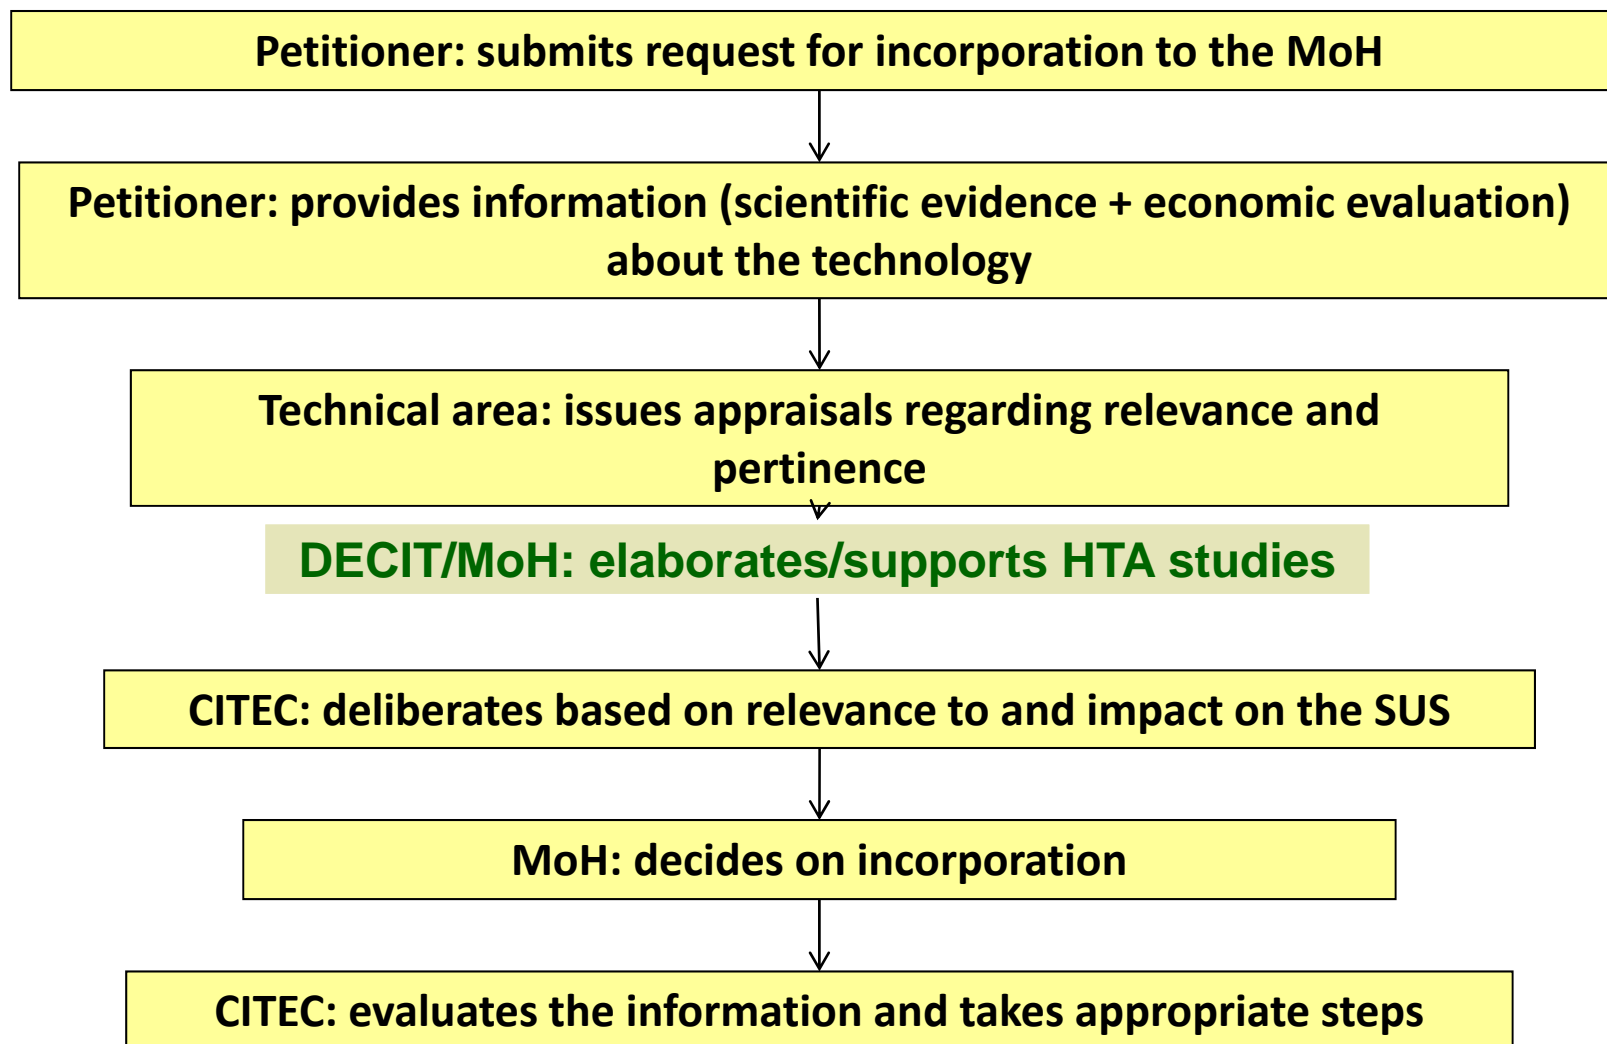 Petitioner: submits request for incorporation to the MoH
Petitioner: provides information (scientific evidence + economic evaluation)
about the technology
Technical area: issues appraisals regarding relevance and
pertinence
DECIT/MoH: elaborates/supports HTA studies
CITEC: deliberates based on relevance to and impact on the SUS
MoH: decides on incorporation
CITEC: evaluates the information and takes appropriate steps